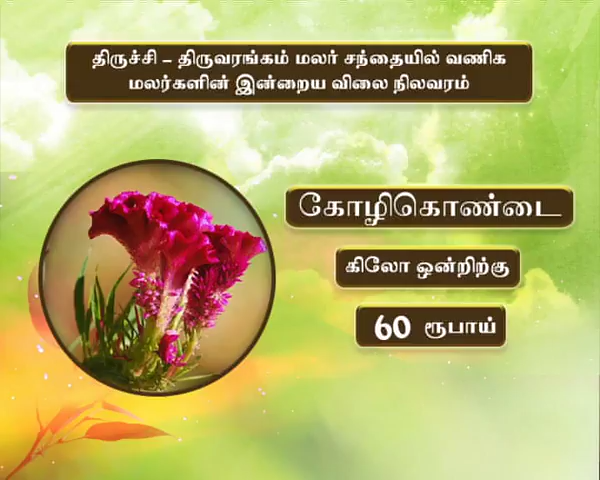 திருச்சி – திருவரங்கம் மலர் சந்தையில் வணிக
மலர்களின் இன்றைய விலை நிலவரம்
கோழிகொண்டை
கிலோ ஒன்றிற்கு
60 ரூபாய்